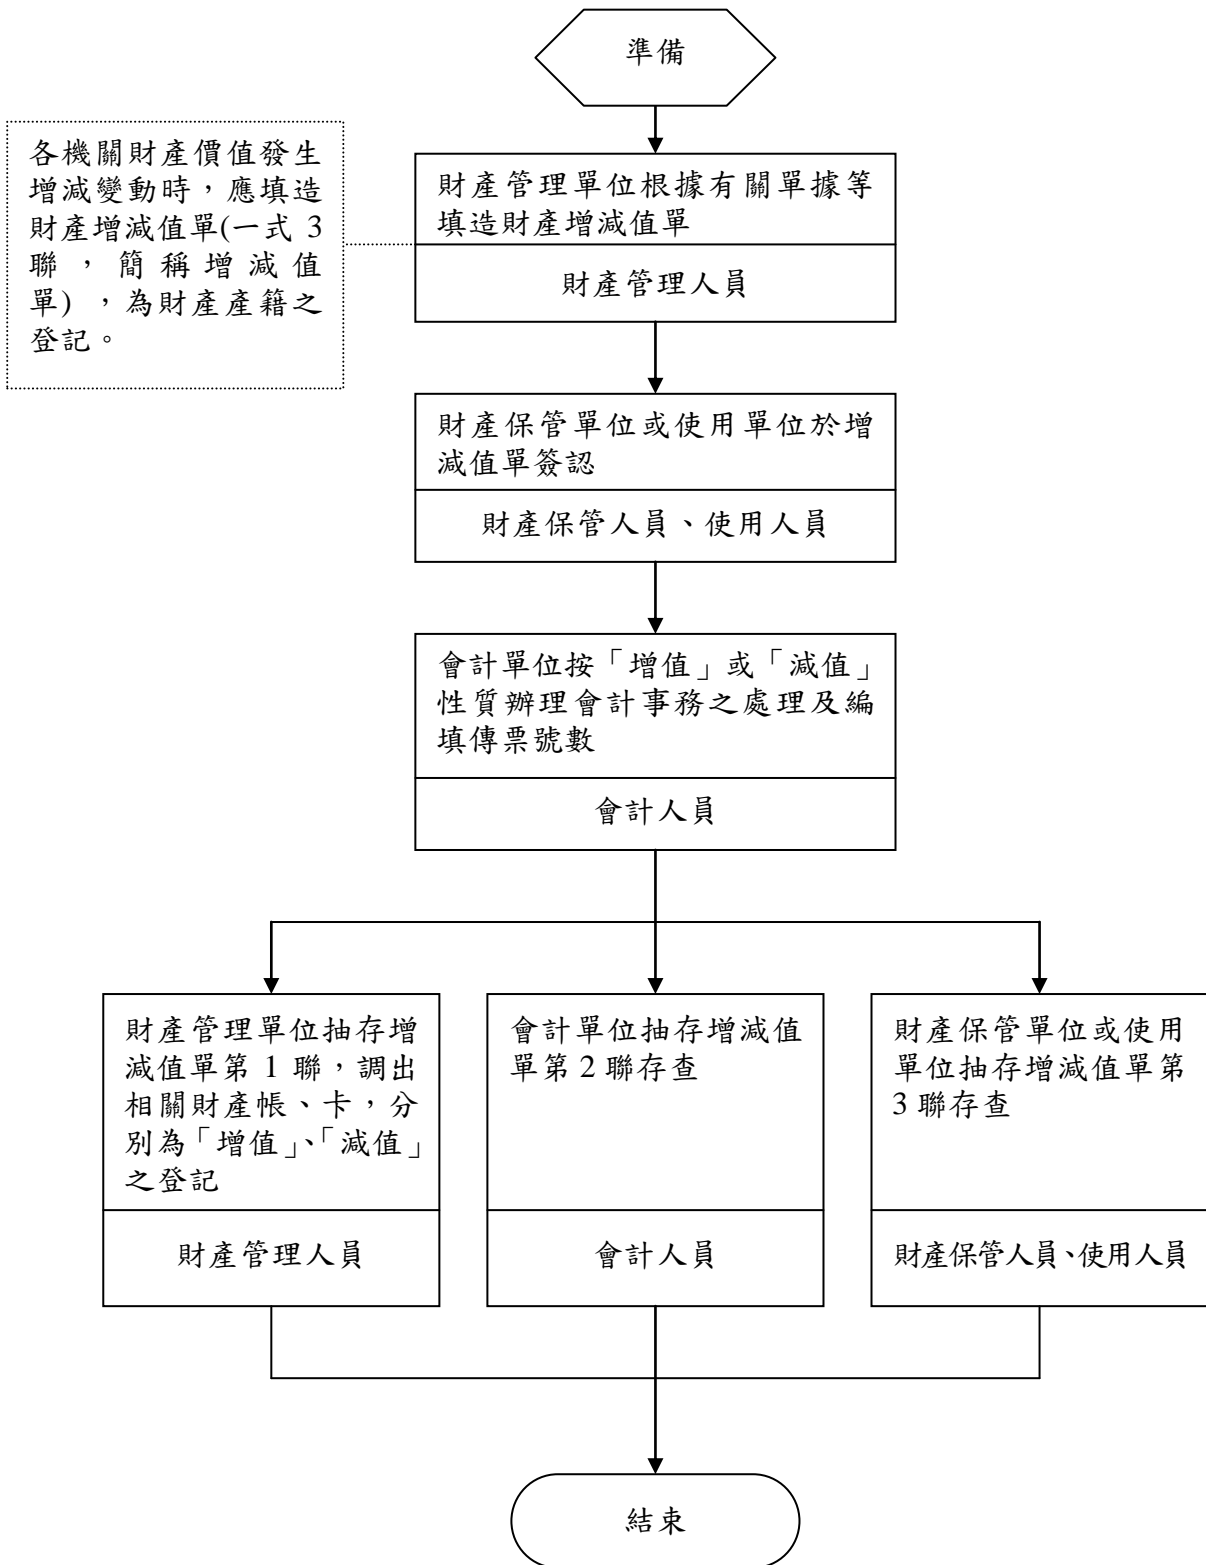 準備
各機關財產價值發生
增減變動時，應填造
財產增減值單(一式 3
聯，簡稱增減值
單)，為財產產籍之
登記。
財產管理單位根據有關單據等
填造財產增減值單
財產管理人員
財產保管單位或使用單位於增
減值單簽認
財產保管人員、使用人員
會計單位按「增值」或「減值」
性質辦理會計事務之處理及編
填傳票號數
會計人員
財產管理單位抽存增
減值單第 1 聯，調出
相關財產帳、卡，分
別為「增值」、「減值」
之登記
財產管理人員
會計單位抽存增減值
單第 2 聯存查
會計人員
財產保管單位或使用
單位抽存增減值單第
3 聯存查
財產保管人員、使用人員
結束